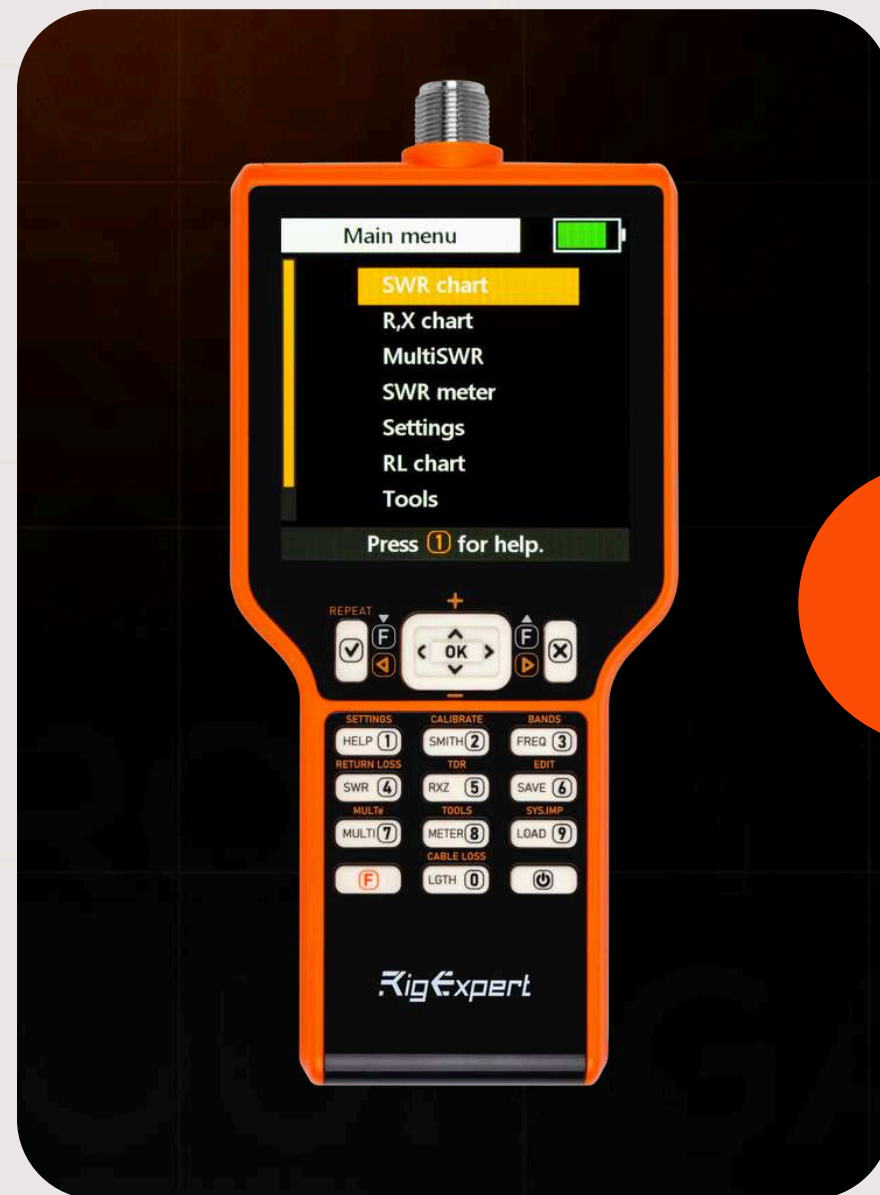 Main menu
SWR chart
R,X chart
MultiSWR
SWR meter
Settings
RL chart
Tools
Press 1 for help.
+
REPEAT
F F
< OK >
-
SETTINGS CALIBRATE BANDS
HELP 1 SMITH 2 FREQ 3
RETURN LOSS TDR EDIT
SWR 4 RXZ 5 SAVE 6
MULTI TOOLS SYS.IMP
MULTI 7 METER 8 LOAD 9
CABLE LOSS
F LGTH 0
RigExpert